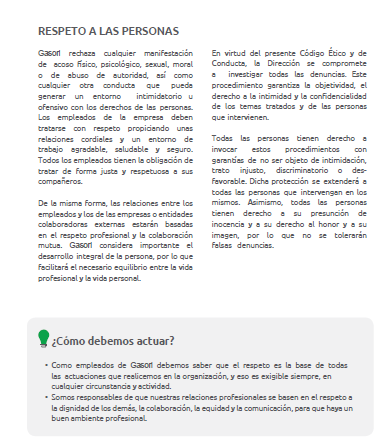 RESPETO A LAS PERSONAS
Gasori rechaza cualquier manifestación
de acoso físico, psicológico, sexual, moral
o de abuso de autoridad, así como
cualquier otra conducta que pueda
generar un entorno intimidatorio u
ofensivo con los derechos de las personas.
Los empleados de la empresa deben
tratarse con respeto propiciando unas
relaciones cordiales y un entorno de
trabajo agradable, saludable y seguro.
Todos los empleados tienen la obligación de
tratar de forma justa y respetuosa a sus
compañeros.
De la misma forma, las relaciones entre los
empleados y los de las empresas o entidades
colaboradoras externas estarán basadas
en el respeto profesional y la colaboración
mutua. Gasori considera importante el
desarrollo integral de la persona, por lo que
facilitará el necesario equilibrio entre la vida
profesional y la vida personal.
En virtud del presente Código Ético y de
Conducta, la Dirección se compromete
a investigar todas las denuncias. Este
procedimiento garantiza la objetividad, el
derecho a la intimidad y la confidencialidad
de los temas tratados y de las personas
que intervienen.
Todas las personas tienen derecho a
invocar estos procedimientos con
garantías de no ser objeto de intimidación,
trato injusto, discriminatorio o des-
favorable. Dicha protección se extenderá a
todas las personas que intervengan en los
mismos. Asimismo, todas las personas
tienen derecho a su presunción de
inocencia y a su derecho al honor y a su
imagen, por lo que no se tolerarán
falsas denuncias.
¿Cómo debemos actuar?
• Como empleados de Gasori debemos saber que el respeto es la base de todas
las actuaciones que realicemos en la organización, y eso es exigible siempre, en
cualquier circunstancia y actividad.
• Somos responsables de que nuestras relaciones profesionales se basen en el respeto a
la dignidad de los demás, la colaboración, la equidad y la comunicación, para que haya un
buen ambiente profesional.